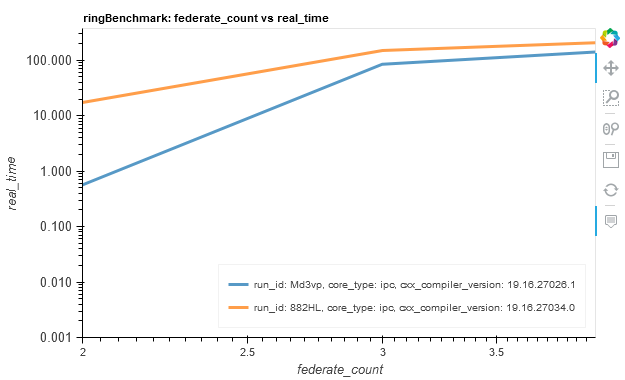 ringBenchmark: federate_count vs real_time
100.000
10.000
1.000
0.100
0.010
0.001
real_time
run_id: Md3vp, core_type: ipc, cxx_compiler_version: 19.16.27026.1
run_id: 882HL, core_type: ipc, cxx_compiler_version: 19.16.27034.0
2
2.5
3
3.5
federate_count